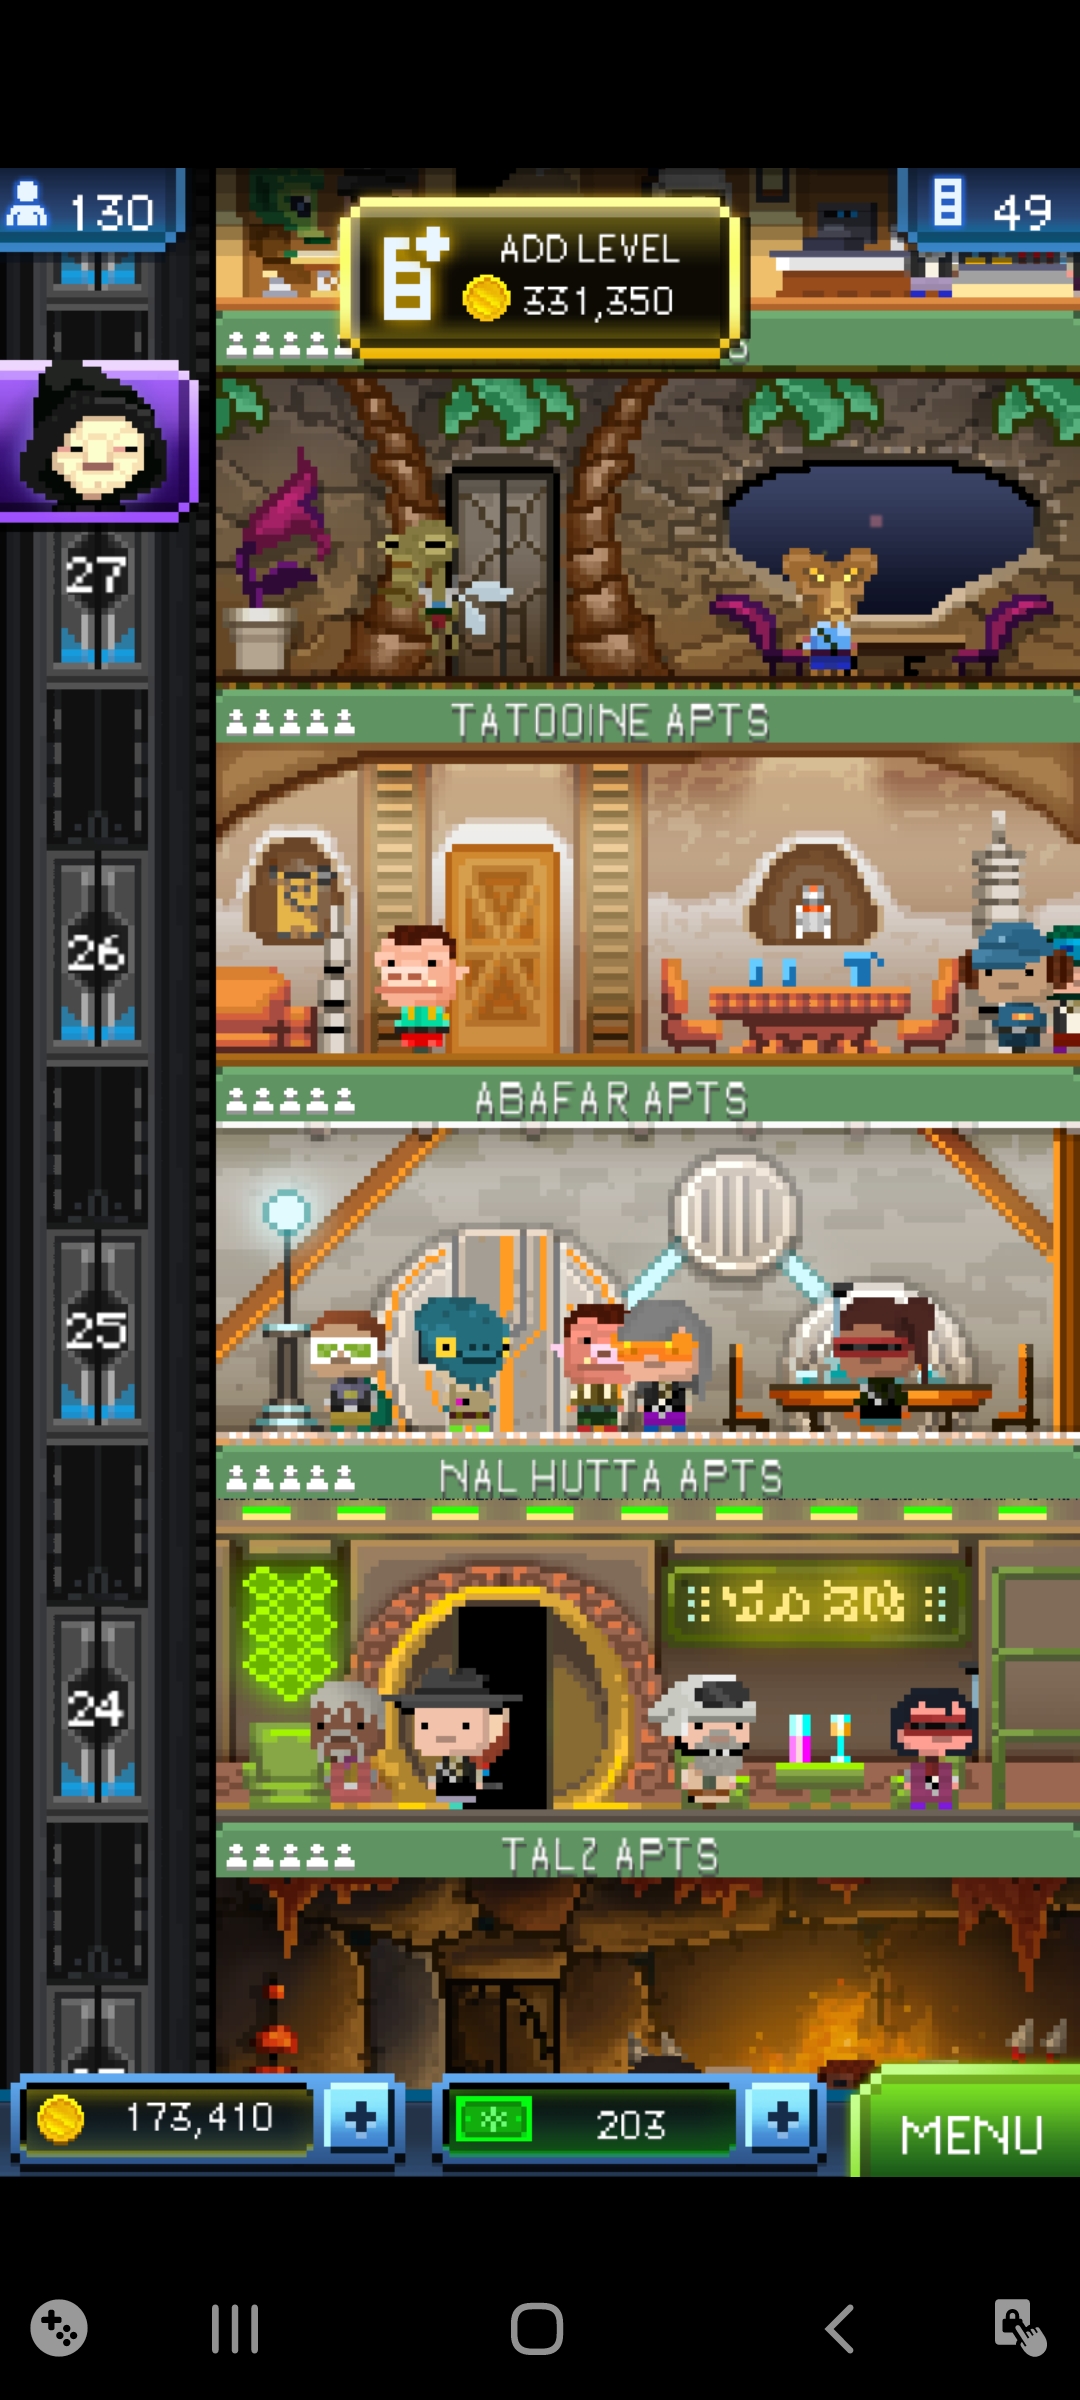 130
ADD LEVEL
331,350
49
27
TATOOINE APTS
26
ABAFAR APTS
25
NAL HUTTA APTS
24
TALZ APTS
173,410
203
MENU